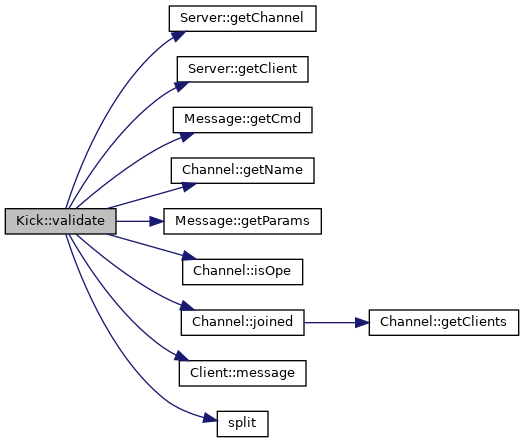 Server::getChannel
Server::getClient
Message::getCmd
Channel::getName
Kick::validate
Message::getParams
Channel::isOpe
Channel::joined
Channel::getClients
Client::message
split